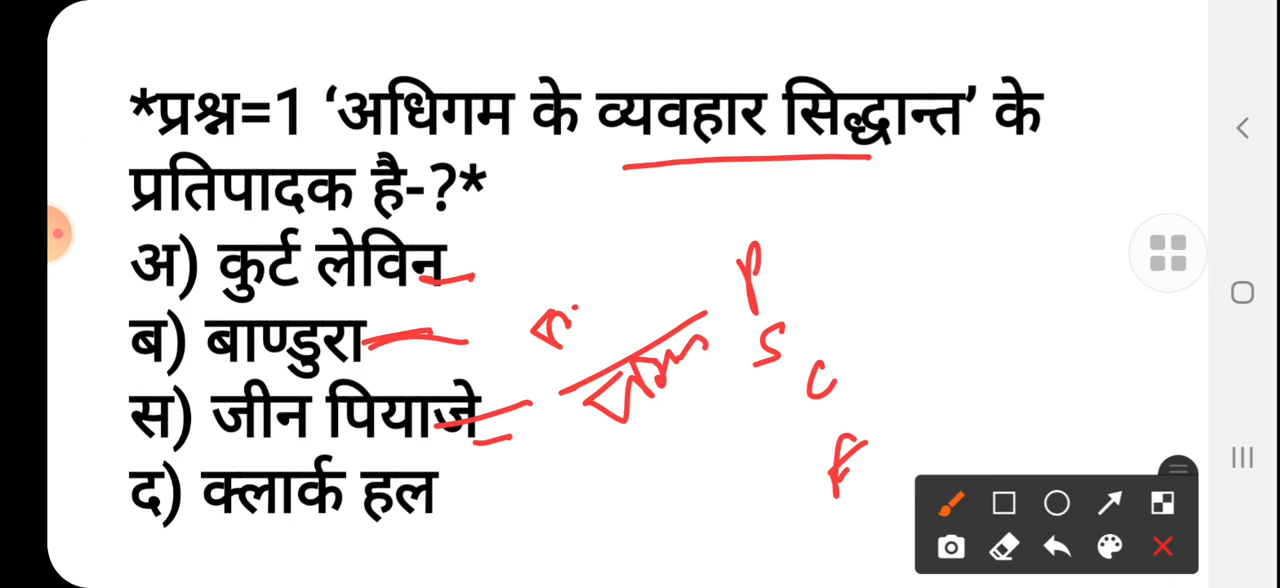 *प्रश्न=1 ‘अधिगम के व्यवहार सिद्धान्त’ के
प्रतिपादक है-?*
अ) कुर्ट लेविन
ब) बाण्डुरा
स) जीन पियाजे
द) क्लार्क हल
P
S
C
F